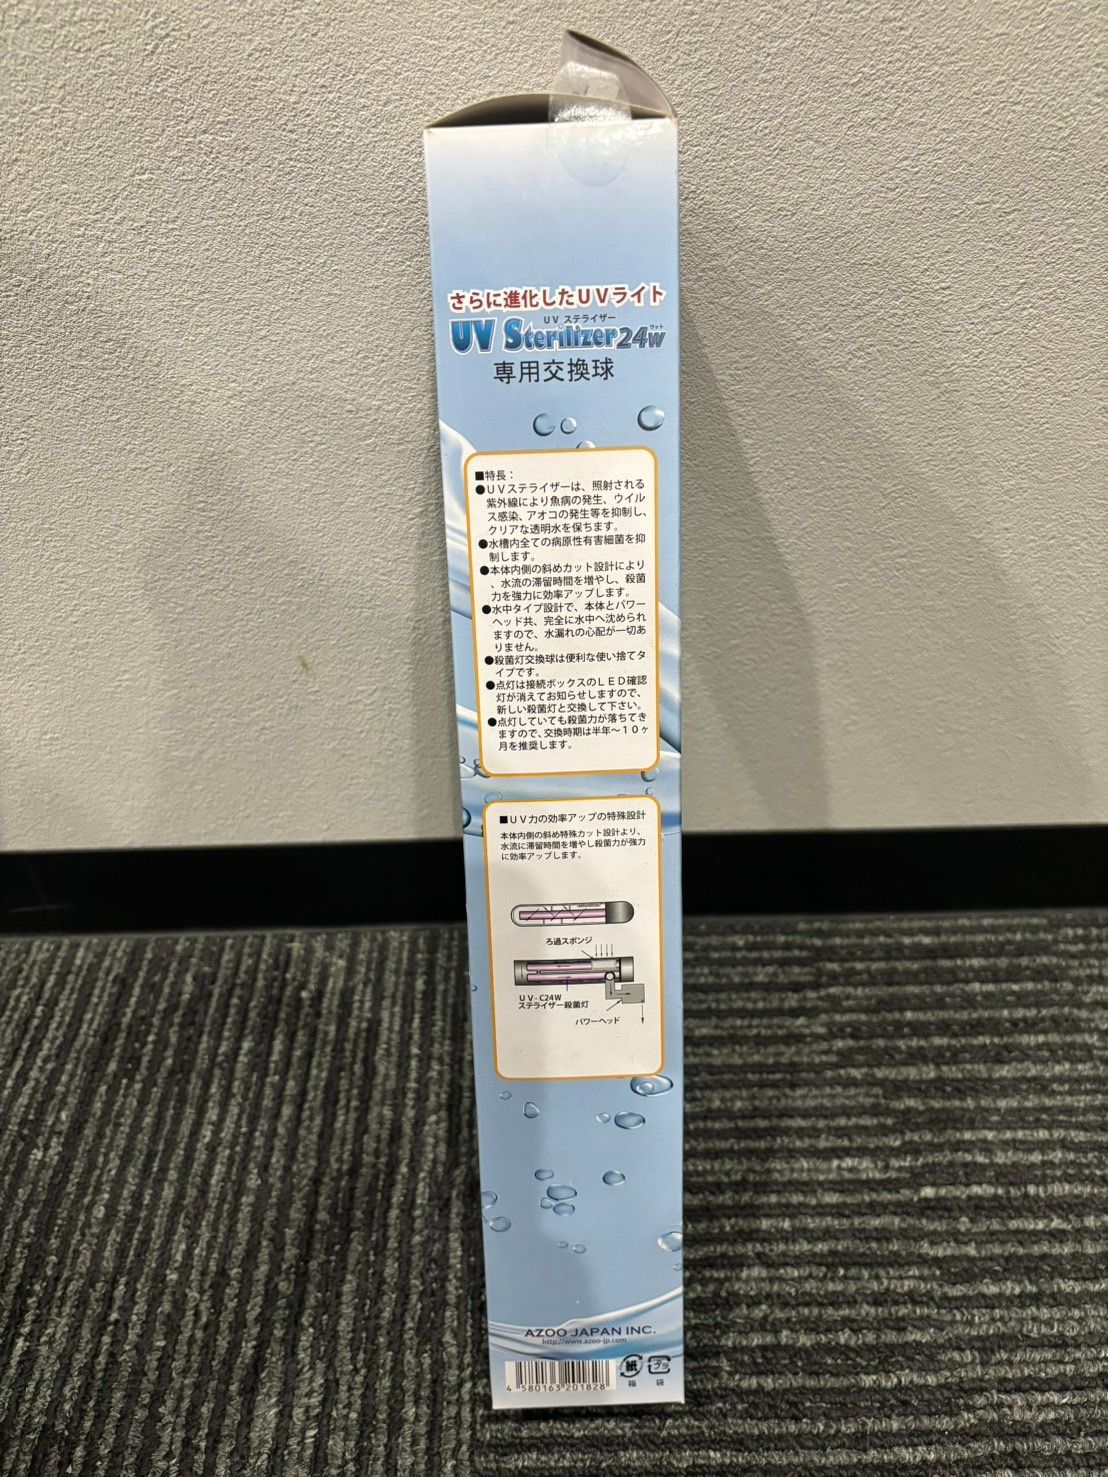 さらに進化したUVライト
UV ステライザー
UV Sterilizer24w
ワット
専用交換球
■特長：
●UVステライザーは、照射される
紫外線により魚病の発生、ウイル
ス感染、アオコの発生等を抑制し、
クリアな透明水を保ちます。
●水槽内全ての病原性有害細菌を抑
制します。
●本体内側の斜めカット設計により
、水流の滞留時間を増やし、殺菌
力を強力に効率アップします。
●水中タイプ設計で、本体とパワー
ヘッド共、完全に水中へ沈められ
ますので、水漏れの心配が一切あ
りません。
●殺菌灯交換球は便利な使い捨てタ
イプです。
●点灯は接続ボックスのLED確認
灯が消えてお知らせしますので、
新しい殺菌灯と交換して下さい。
●点灯していても殺菌力が落ちてき
ますので、交換時期は半年〜10ヶ
月を推奨します。
■UV力の効率アップの特殊設計
本体内側の斜め特殊カット設計より、
水流に滞留時間を増やし殺菌力が強力
に効率アップします。
ろ過スポンジ
UV-C24W
ステライザー殺菌灯
パワーヘッド
AZOO JAPAN INC.
http://www.azoo-jp.com
4 580163 201828
紙
箱
プラ
袋